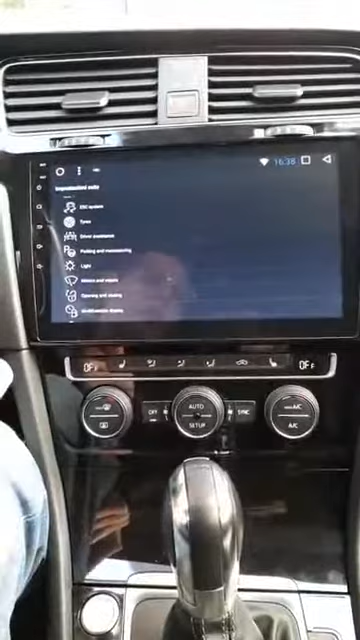 16:38
ESC system
Tyres
Driver assistance
Parking and manoeuvring
Light
Mirrors and wipers
Opening and closing
Multifunction display
OFF
OFF
OFF
AUTO
SYNC
A/C
SETUP
A/C